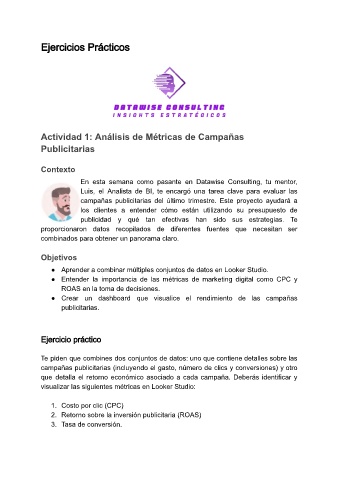 Ejercicios Prácticos
DATAWISE CONSULTING
INSIGHTS ESTRATÉGICOS
Actividad 1: Análisis de Métricas de Campañas
Publicitarias
Contexto
En esta semana como pasante en Datawise Consulting, tu mentor,
Luis, el Analista de BI, te encargó una tarea clave para evaluar las
campañas publicitarias del último trimestre. Este proyecto ayudará a
los clientes a entender cómo están utilizando su presupuesto de
publicidad y qué tan efectivas han sido sus estrategias. Te
proporcionaron datos recopilados de diferentes fuentes que necesitan ser
combinados para obtener un panorama claro.
Objetivos
● Aprender a combinar múltiples conjuntos de datos en Looker Studio.
● Entender la importancia de las métricas de marketing digital como CPC y
ROAS en la toma de decisiones.
● Crear un dashboard que visualice el rendimiento de las campañas
publicitarias.
Ejercicio práctico
Te piden que combines dos conjuntos de datos: uno que contiene detalles sobre las
campañas publicitarias (incluyendo el gasto, número de clics y conversiones) y otro
que detalla el retorno económico asociado a cada campaña. Deberás identificar y
visualizar las siguientes métricas en Looker Studio:
1. Costo por clic (CPC)
2. Retorno sobre la inversión publicitaria (ROAS)
3. Tasa de conversión.